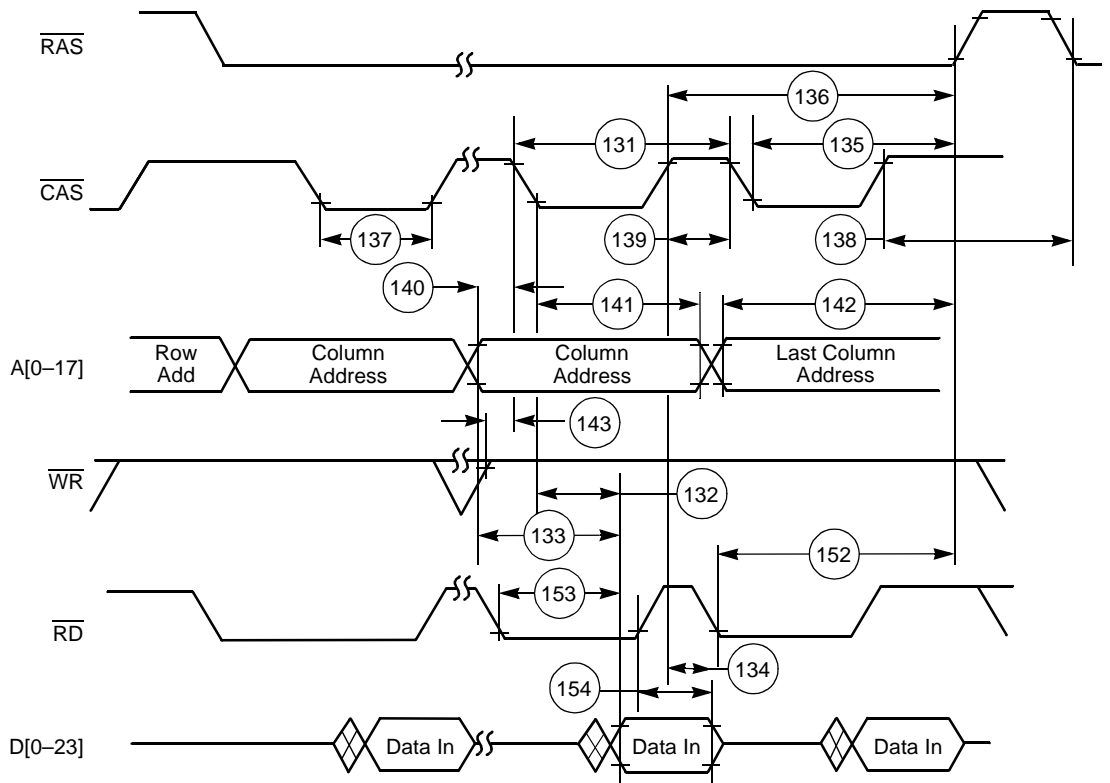 RAS
136
131
135
CAS
137
139
138
140
141
142
A[0–17]
Row
Add
Column
Address
Column
Address
Last Column
Address
143
WR
132
133
152
153
RD
134
154
D[0–23]
Data In
Data In
Data In